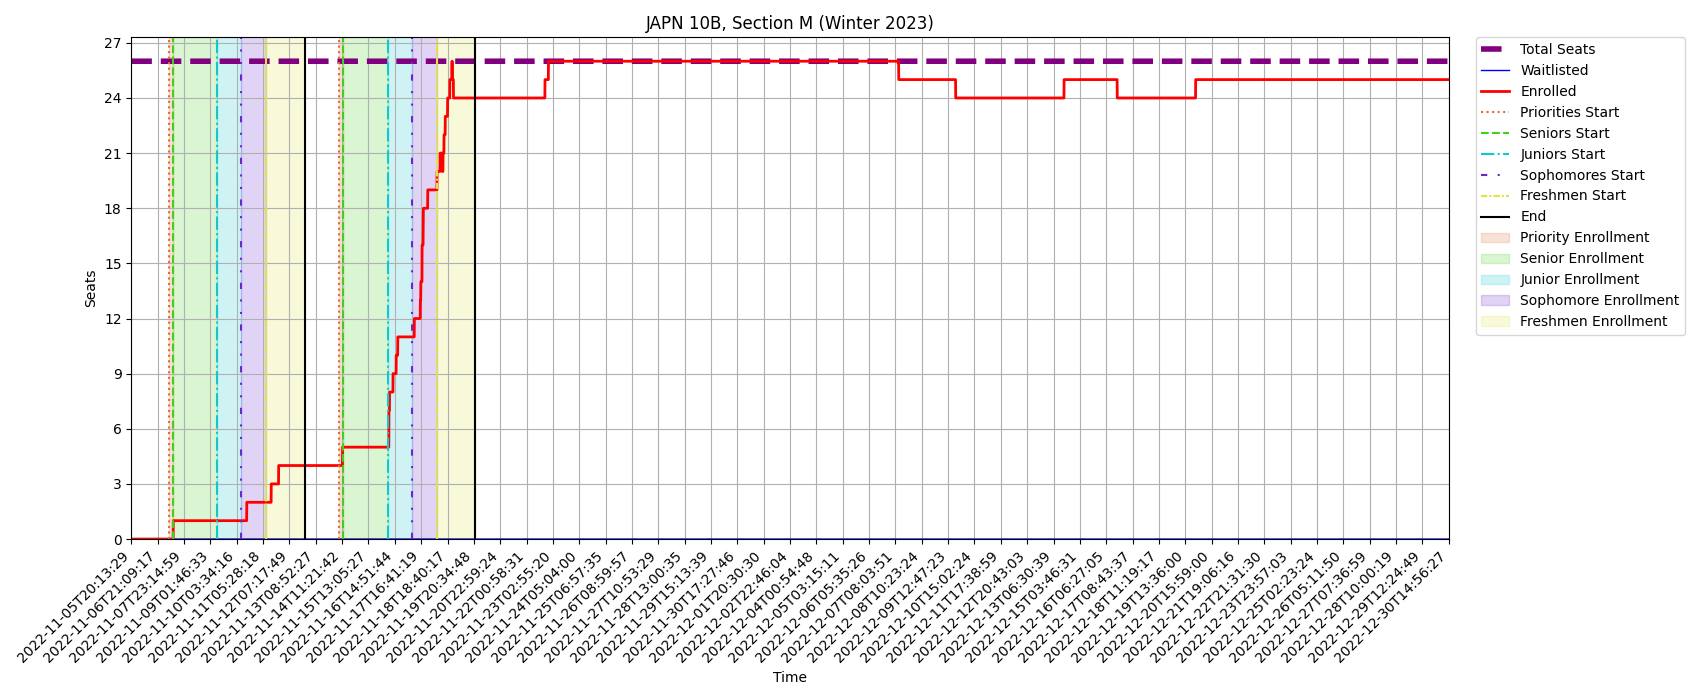 JAPN 10B, Section M (Winter 2023)
27
24
21
18
15
12
9
6
3
0
Seats
2022-11-05T20:13:29
2022-11-06T21:09:17
2022-11-07T23:14:59
2022-11-09T01:46:33
2022-11-10T03:34:16
2022-11-11T05:28:18
2022-11-12T07:17:49
2022-11-13T08:52:27
2022-11-14T11:21:42
2022-11-15T13:05:27
2022-11-16T14:51:44
2022-11-17T16:41:19
2022-11-18T18:40:17
2022-11-19T20:34:48
2022-11-20T22:59:24
2022-11-22T00:58:31
2022-11-23T02:55:20
2022-11-24T05:04:00
2022-11-25T06:57:35
2022-11-26T08:59:57
2022-11-27T10:53:29
2022-11-28T13:00:35
2022-11-29T15:13:39
2022-11-30T17:27:46
2022-12-01T20:30:30
2022-12-02T22:46:04
2022-12-04T00:54:48
2022-12-05T03:15:11
2022-12-06T05:35:26
2022-12-07T08:03:51
2022-12-08T10:23:24
2022-12-09T12:47:23
2022-12-10T15:02:24
2022-12-11T17:38:59
2022-12-12T20:43:03
2022-12-13T06:30:39
2022-12-15T03:46:31
2022-12-16T06:27:05
2022-12-17T08:43:37
2022-12-18T11:19:17
2022-12-19T13:36:00
2022-12-20T15:59:00
2022-12-21T19:06:16
2022-12-22T21:31:30
2022-12-23T23:57:03
2022-12-25T02:23:24
2022-12-26T05:11:50
2022-12-27T07:36:59
2022-12-28T10:00:19
2022-12-29T12:24:49
2022-12-30T14:56:27
Time
Total Seats
Waitlisted
Enrolled
Priorities Start
Seniors Start
Juniors Start
Sophomores Start
Freshmen Start
End
Priority Enrollment
Senior Enrollment
Junior Enrollment
Sophomore Enrollment
Freshmen Enrollment